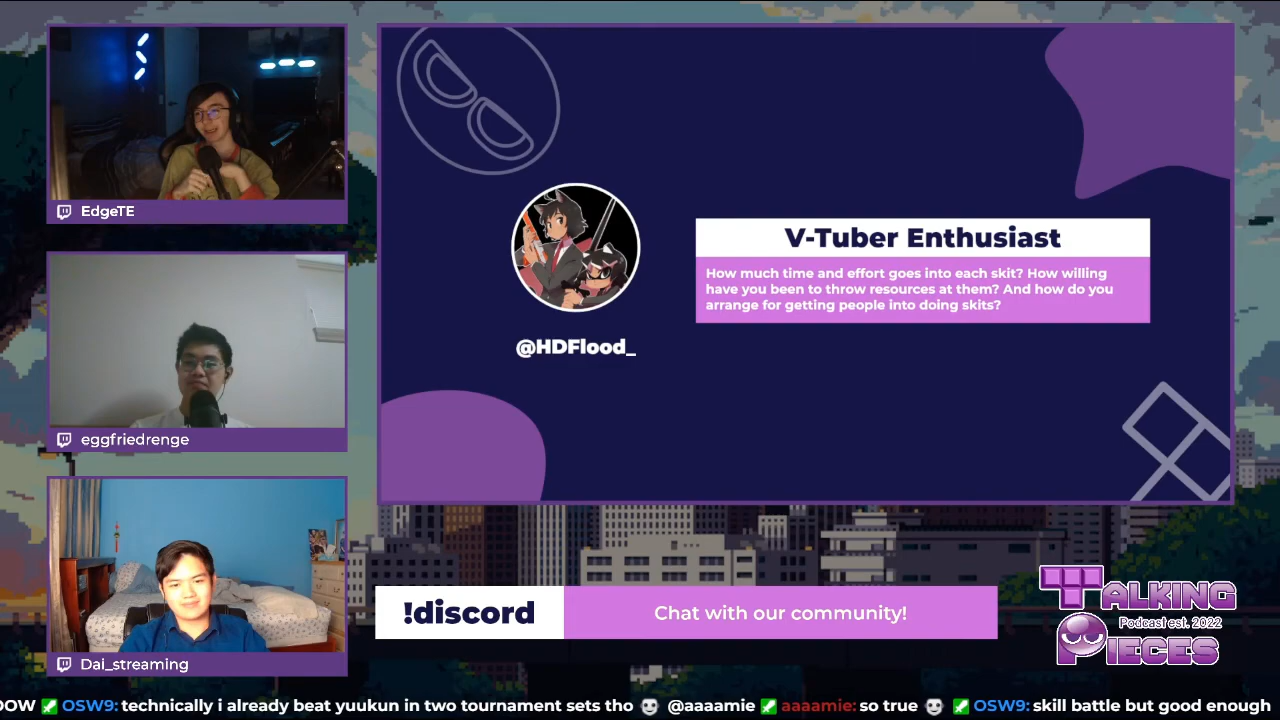 EdgeTE
eggfriedrenge
Dai_streaming
@HDFlood_
V-Tuber Enthusiast
How much time and effort goes into each skit? How willing
have you been to throw resources at them? And how do you
arrange for getting people into doing skits?
!discord
Chat with our community!
TALKING
Podcast est. 2022
PIECES
OW OSW9: technically i already beat yuukun in two tournament sets tho @aaaamie aaaamie: so true OSW9: skill battle but good enough